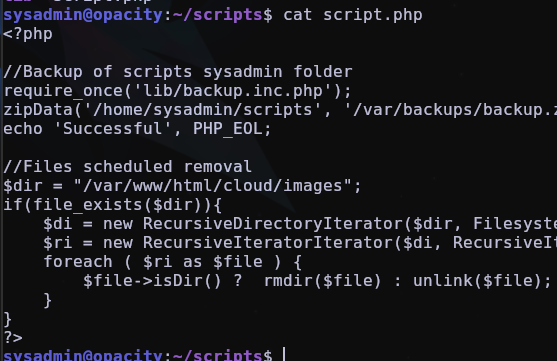 sysadmin@opacity:~/scripts$ cat script.php
<?php

//Backup of scripts sysadmin folder
require_once('lib/backup.inc.php');
zipData('/home/sysadmin/scripts', '/var/backups/backup.z
echo 'Successful', PHP_EOL;

//Files scheduled removal
$dir = "/var/www/html/cloud/images";
if(file_exists($dir)){
    $di = new RecursiveDirectoryIterator($dir, Filesyste
    $ri = new RecursiveIteratorIterator($di, RecursiveIt
    foreach ( $ri as $file ) {
        $file->isDir() ?  rmdir($file) : unlink($file);
    }
}
?>
sysadmin@opacity:~/scripts$